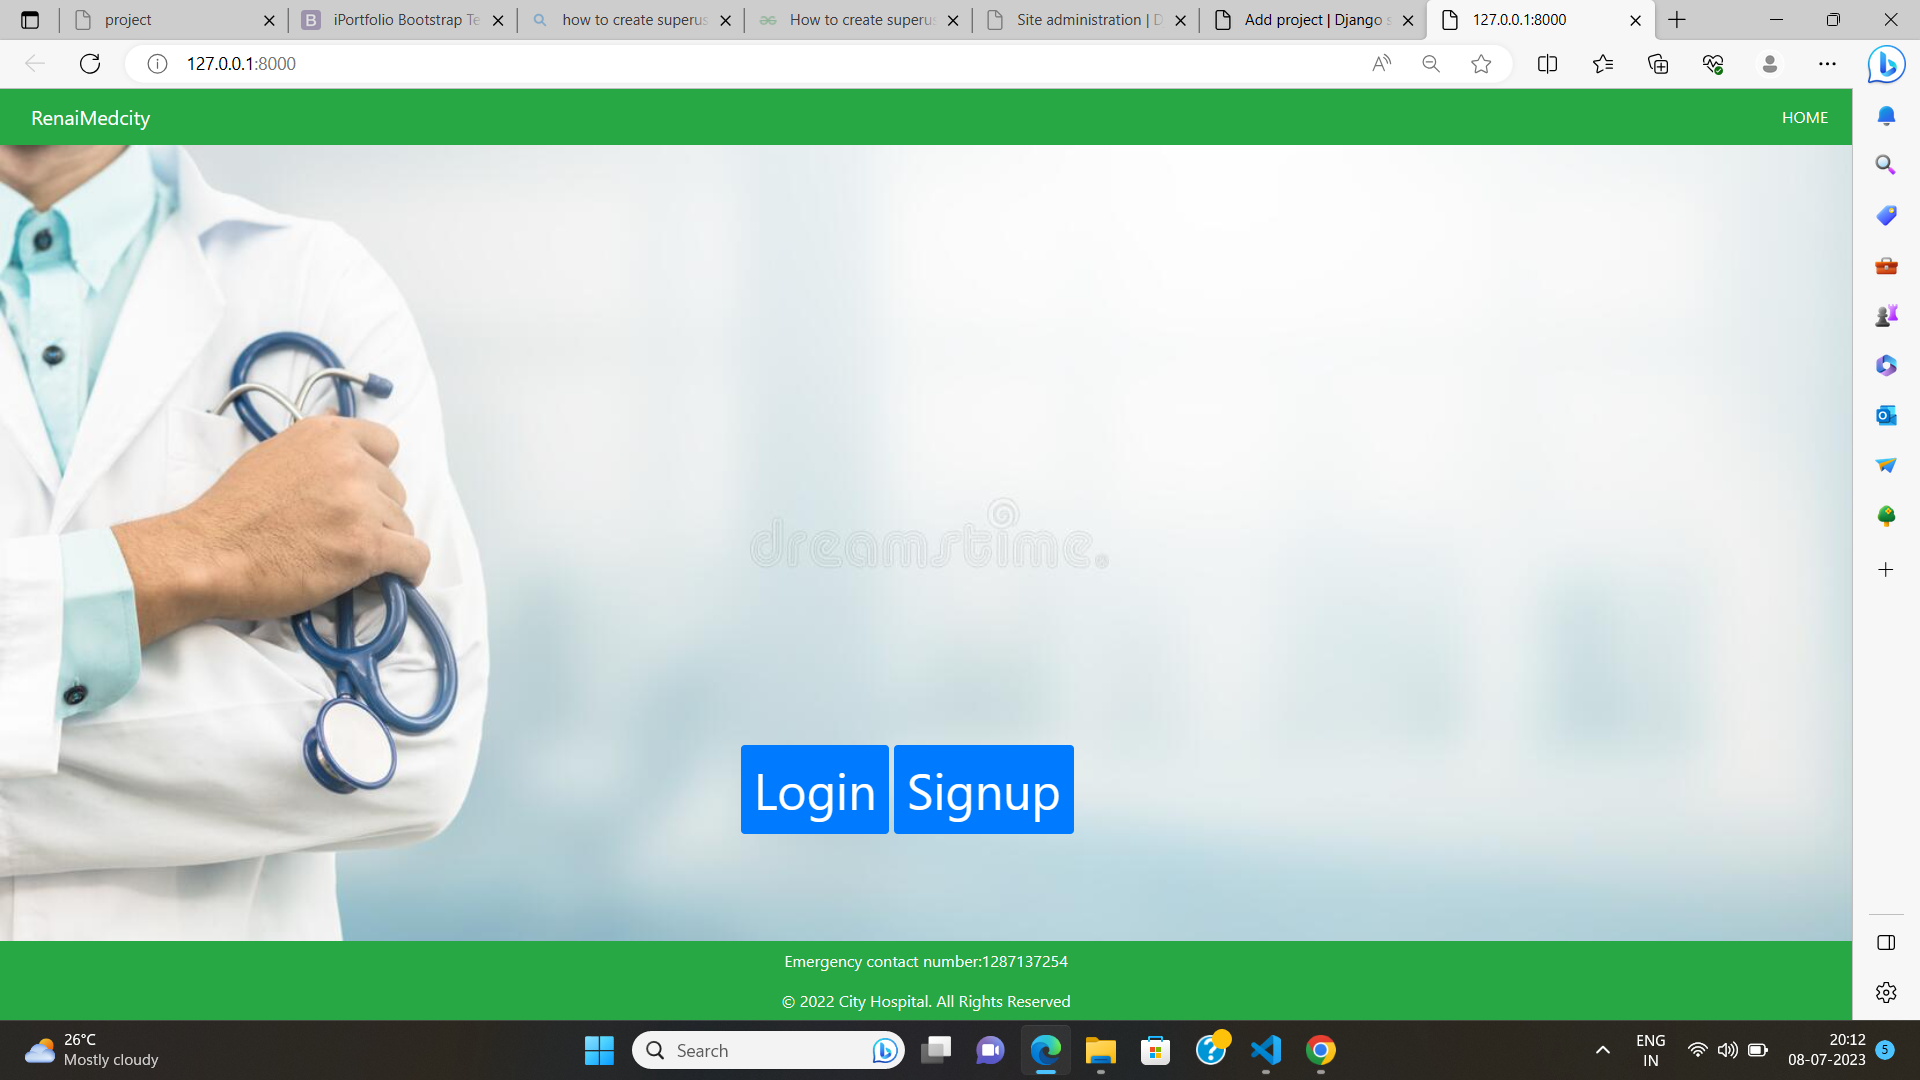 project
iPortfolio Bootstrap Te
how to create superus
How to create superus
Site administration | D
Add project | Django s
127.0.0.1:8000
127.0.0.1:8000
RenaiMedcity
HOME
dreamstime.
Login
Signup
Emergency contact number:1287137254
© 2022 City Hospital. All Rights Reserved
26°C
Mostly cloudy
Search
ENG
IN
20:12
08-07-2023
5